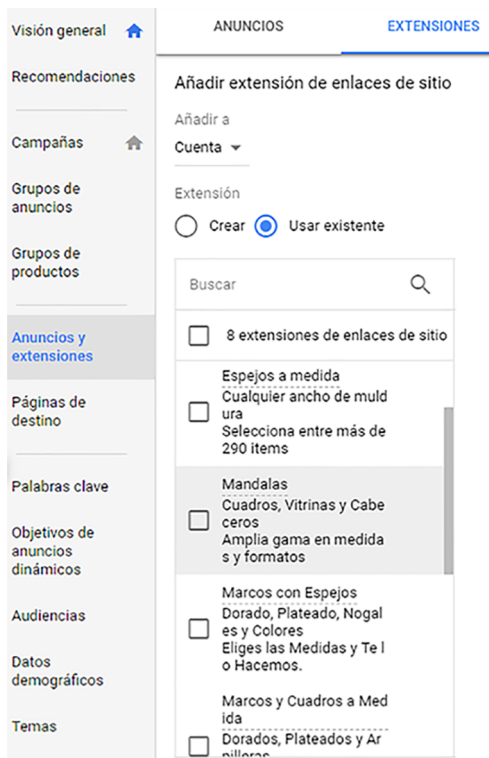 Visión general
Recomendaciones
Campañas
Grupos de
anuncios
Grupos de
productos
Anuncios y
extensiones
Páginas de
destino
Palabras clave
Objetivos de
anuncios
dinámicos
Audiencias
Datos
demográficos
Temas
ANUNCIOS
EXTENSIONES
Añadir extensión de enlaces de sitio
Añadir a
Cuenta
Extensión
Crear
Usar existente
Buscar
8 extensiones de enlaces de sitio
Espejos a medida
Cualquier ancho de muld
ura
Selecciona entre más de
290 items
Mandalas
Cuadros, Vitrinas y Cabe
ceros
Amplia gama en medida
s y formatos
Marcos con Espejos
Dorado, Plateado, Nogal
es y Colores
Eliges las Medidas y Te l
o Hacemos.
Marcos y Cuadros a Med
ida
Dorados, Plateados y Ar
pilleras